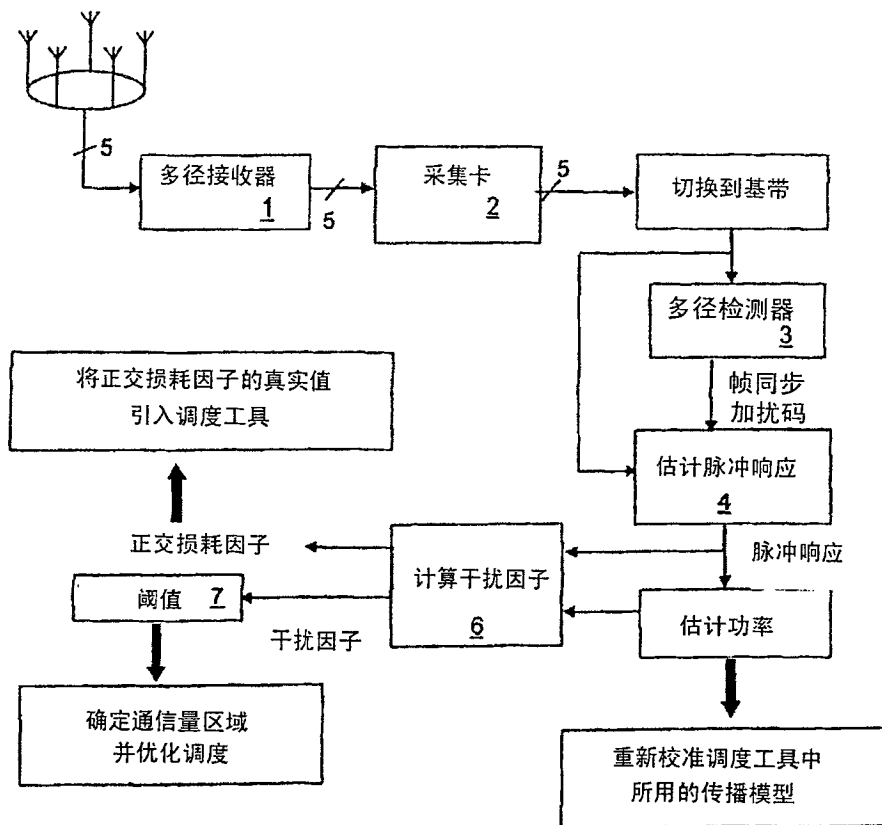 5
多径接收器
1
5
采集卡
2
5
切换到基带
多径检测器
3
帧同步
加扰码
将正交损耗因子的真实值
引入调度工具
估计脉冲响应
4
脉冲响应
正交损耗因子
计算干扰因子
6
阈值 7
干扰因子
估计功率
确定通信量区域
并优化调度
重新校准调度工具中
所用的传播模型